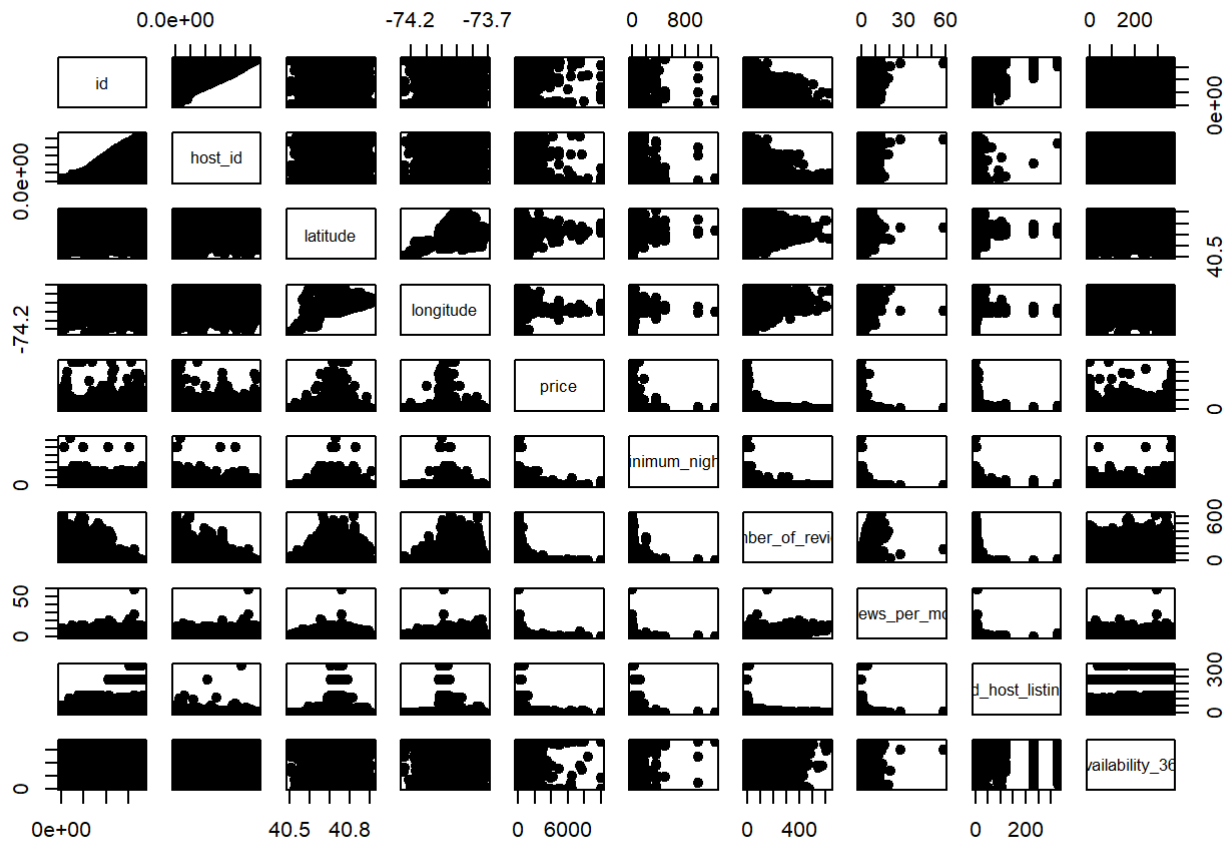 0.0e+00 -74.2 -73.7 0 800 0 30 60 0 200
id 0e+00
0.0e+00 host_id
latitude 40.5
-74.2 longitude
price 0
0 inimum_nigh
nber_of_revie 0 600
0 50 ews_per_mo
d_host_listin 0 300
0 vailability_36
0e+00 40.5 40.8 0 6000 0 400 0 200